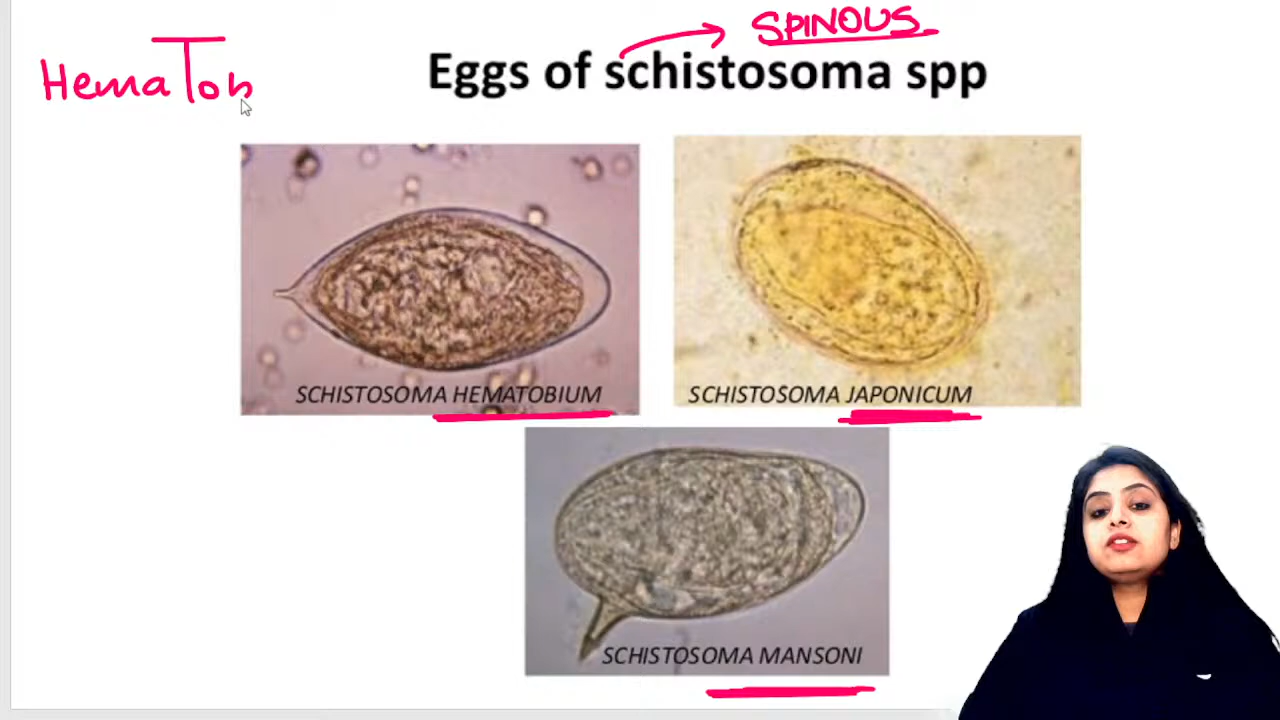 SPINOUS
HemaTon
Eggs of schistosoma spp
SCHISTOSOMA HEMATOBIUM
SCHISTOSOMA JAPONICUM
SCHISTOSOMA MANSONI